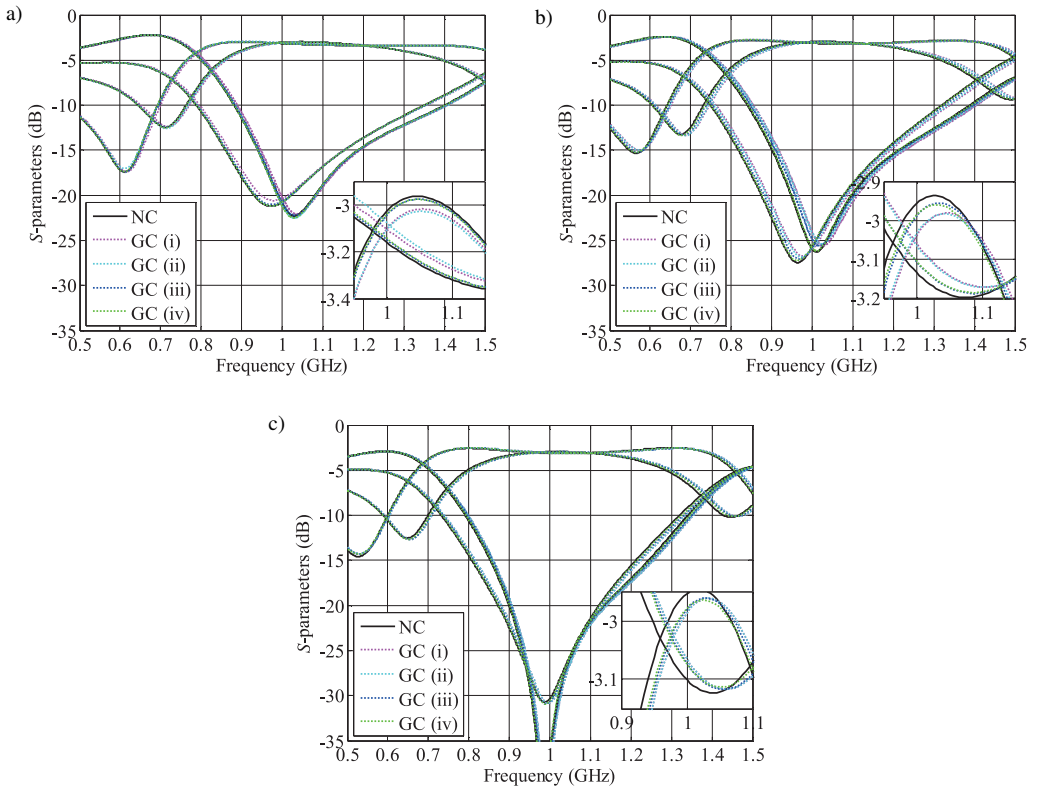 a)
0
-5
-10
-15
-20
-25
-30
-35
S-parameters (dB)
NC
GC (i)
GC (ii)
GC (iii)
GC (iv)
-3
-3.2
-3.4
1
1.1
0.5 0.6 0.7 0.8 0.9 1 1.1 1.2 1.3 1.4 1.5
Frequency (GHz)
b)
0
-5
-10
-15
-20
-25
-30
-35
S-parameters (dB)
NC
GC (i)
GC (ii)
GC (iii)
GC (iv)
-2.9
-3
-3.1
-3.2
1
1.1
0.5 0.6 0.7 0.8 0.9 1 1.1 1.2 1.3 1.4 1.5
Frequency (GHz)
c)
0
-5
-10
-15
-20
-25
-30
-35
S-parameters (dB)
NC
GC (i)
GC (ii)
GC (iii)
GC (iv)
-3
-3.1
0.9 1 1.1
0.5 0.6 0.7 0.8 0.9 1 1.1 1.2 1.3 1.4 1.5
Frequency (GHz)